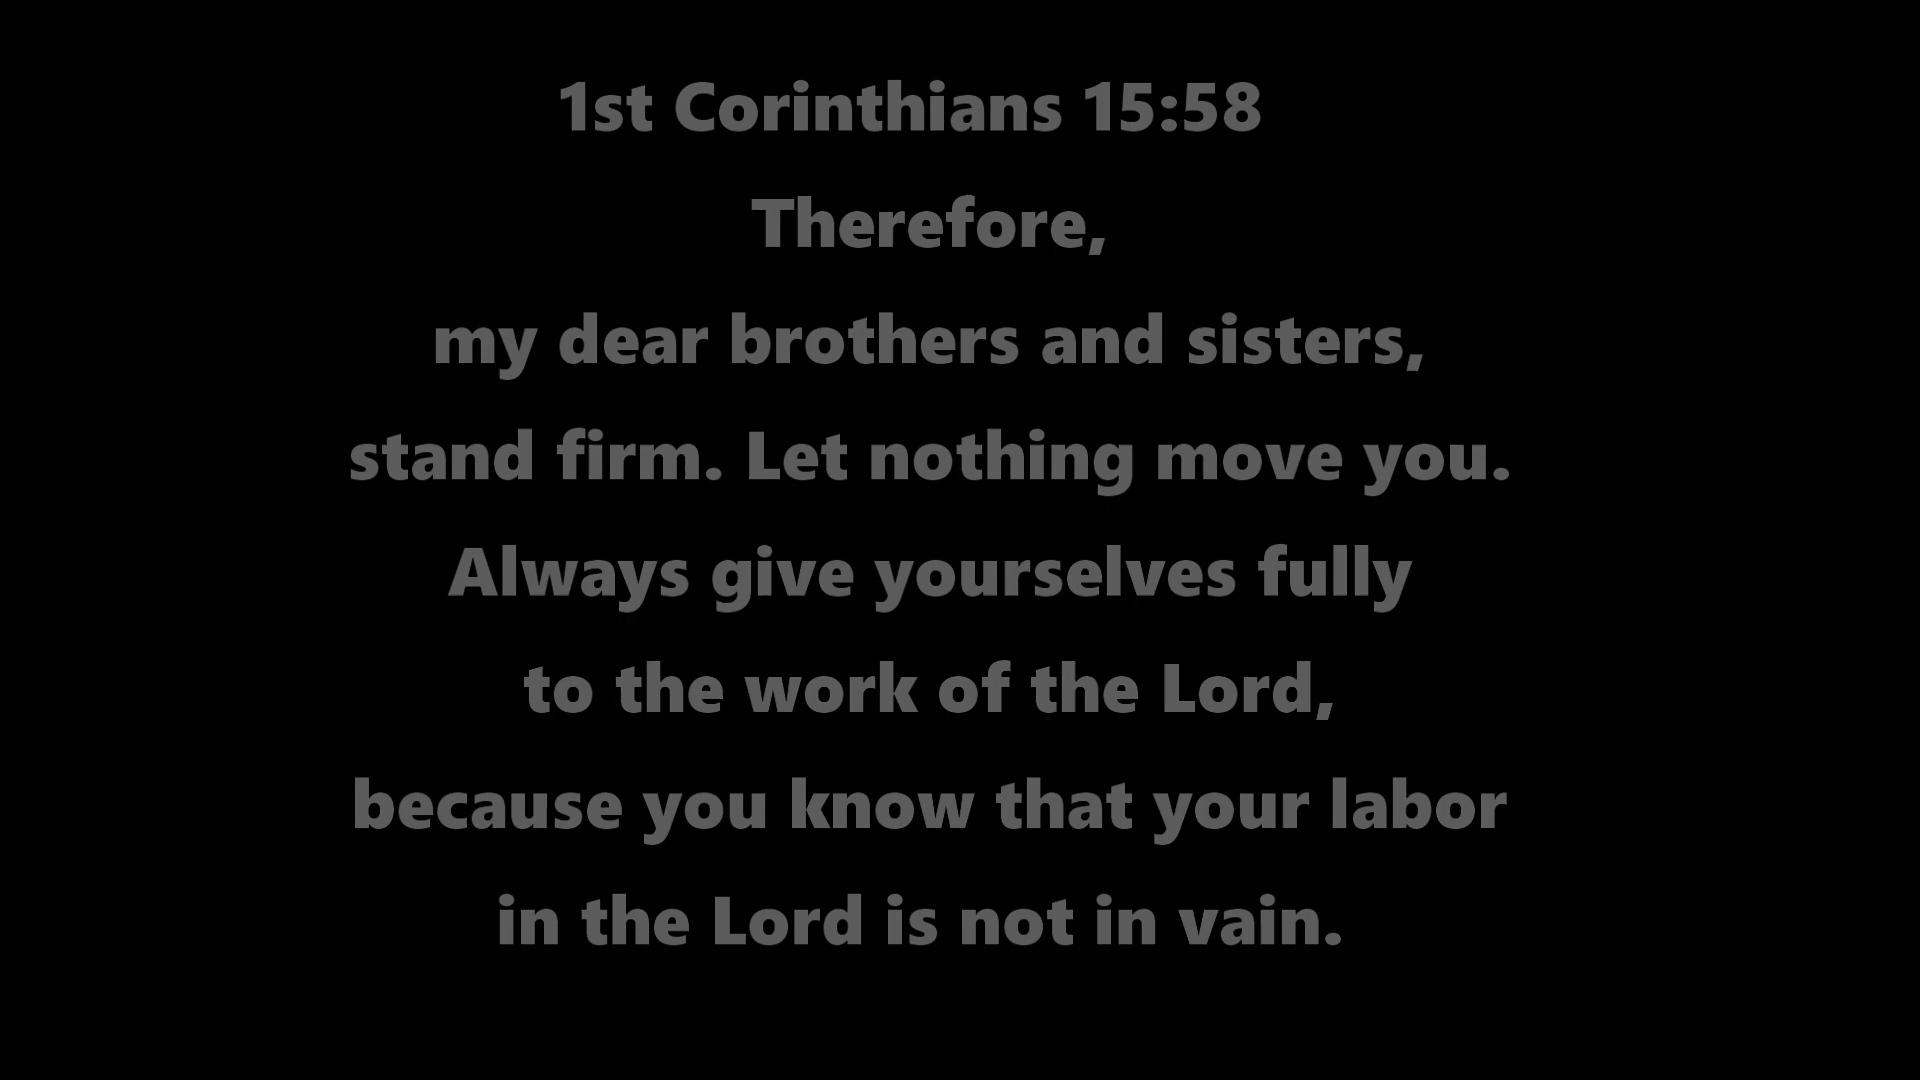 1st Corinthians 15:58
Therefore,
my dear brothers and sisters,
stand firm. Let nothing move you.
Always give yourselves fully
to the work of the Lord,
because you know that your labor
in the Lord is not in vain.